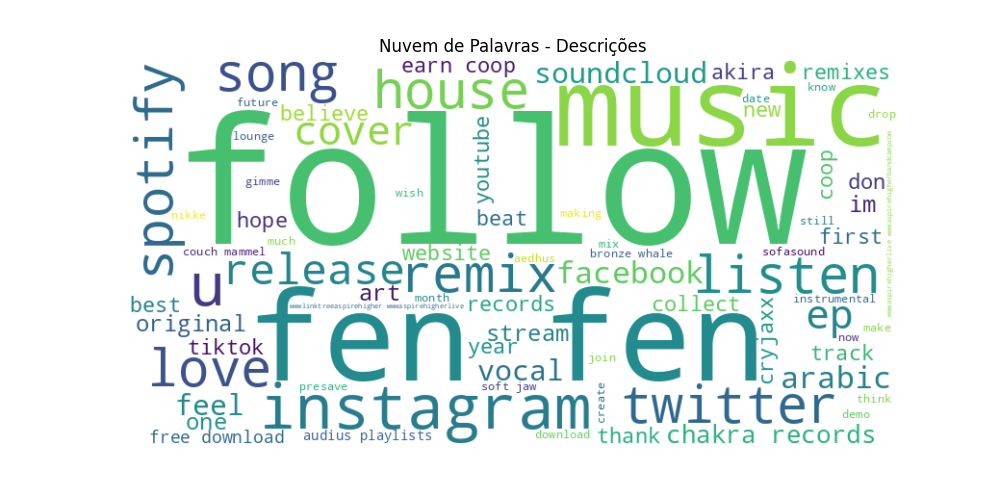 Nuvem de Palavras - Descrições
earn coop
song
house
soundcloud
akira
remixes
future
believe
cover
music
date
new
know
drop
spotify
lounge
follow
youtube
coop
gimme
wish
don
im
nikke
hope
beat
making
still
first
much
couch mammel
website
mix
bronze whale
aedhus
sofasound
release
remix
facebook
listen
u
art
month
records
collect
instrumental
best
fen fen
ep
original
stream
cryjaxx
make
now
tiktok
year
track
love
vocal
join
arabic
presave
soft jaw
create
think
feel
instagram
twitter
demo
one
free download
audius playlists
download
thank
chakra records